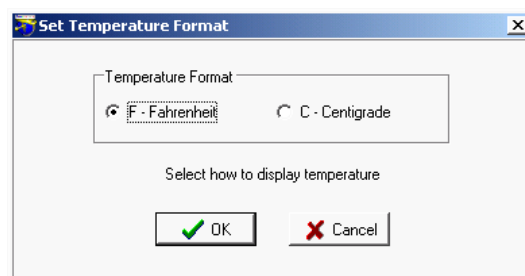 Set Temperature Format
Temperature Format
F - Fahrenheit C - Centigrade
Select how to display temperature
OK Cancel